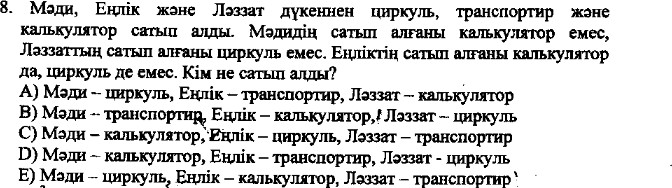 8. Мәди, Еңлік және Ләззат дүкеннен циркуль, транспортир және
калькулятор сатып алды. Мәдидің сатып алғаны калькулятор емес,
Ләззаттың сатып алғаны циркуль емес. Еңліктің сатып алғаны калькулятор
да, циркуль де емес. Кім не сатып алды?
A) Мәди – циркуль, Еңлік – транспортир, Ләззат – калькулятор
B) Мәди – транспортир, Еңлік – калькулятор, Ләззат – циркуль
C) Мәди – калькулятор, Еңлік – циркуль, Ләззат – транспортир
D) Мәди – калькулятор, Еңлік – транспортир, Ләззат - циркуль
E) Мәди – циркуль, Еңлік – калькулятор, Ләззат – транспортир